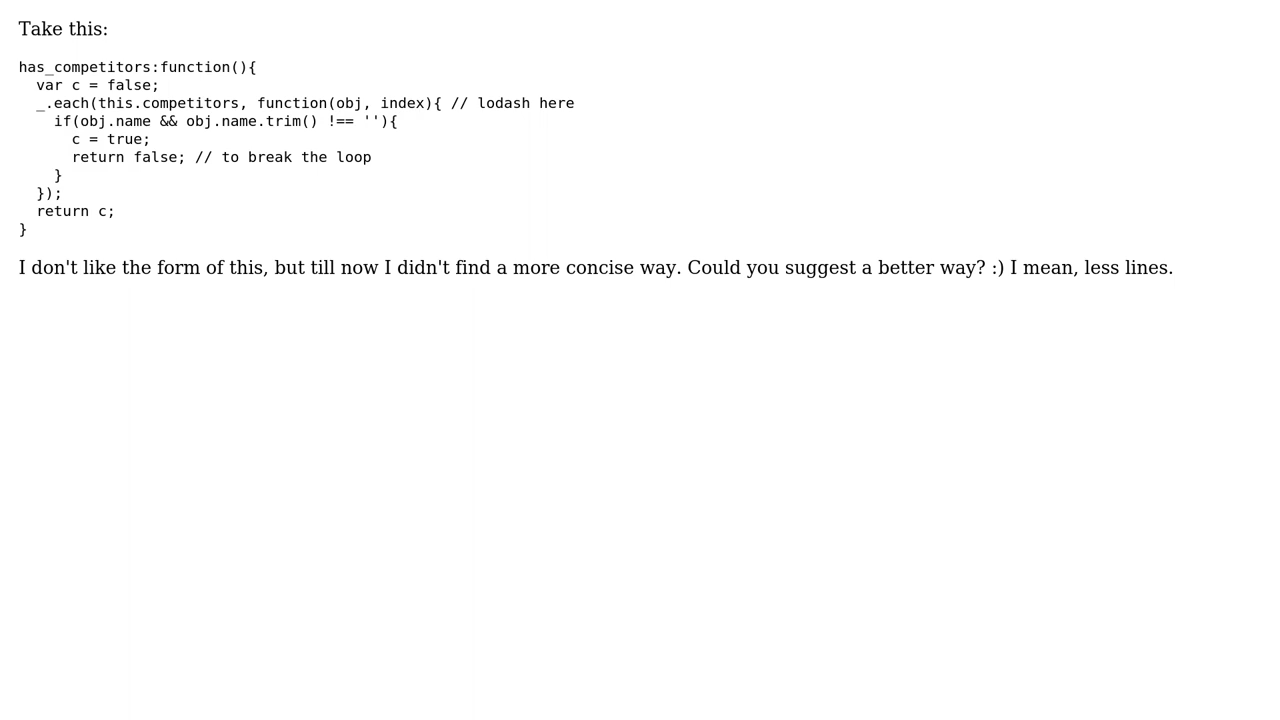 Take this:
has_competitors:function(){
  var c = false;
  _.each(this.competitors, function(obj, index){ // lodash here
    if(obj.name && obj.name.trim() !== ''){
      c = true;
      return false; // to break the loop
    }
  });
  return c;
}
I don't like the form of this, but till now I didn't find a more concise way. Could you suggest a better way? :) I mean, less lines.